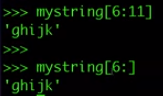 >>> mystring[6:11]
'ghijk'
>>>
>>> mystring[6:]
'ghijk'